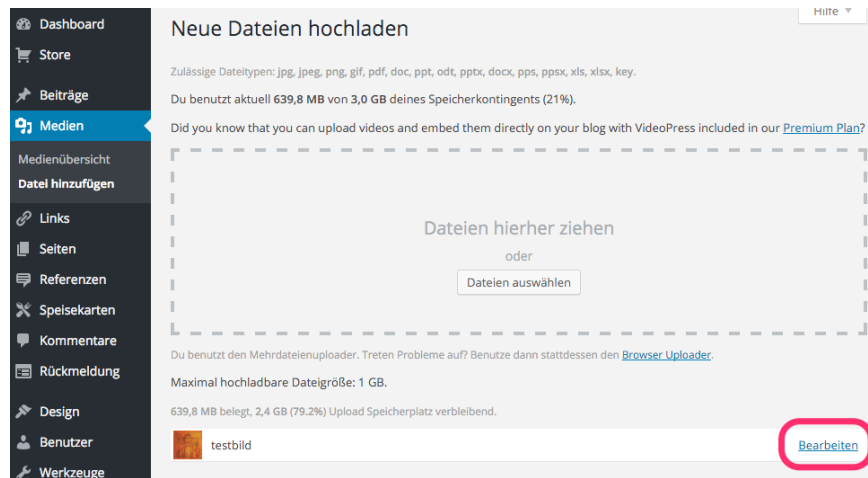 Hilfe
Dashboard
Store
Beiträge
Medien
Medienübersicht
Datei hinzufügen
Links
Seiten
Referenzen
Speisekarten
Kommentare
Rückmeldung
Design
Benutzer
Werkzeuge
Neue Dateien hochladen
Zulässige Dateitypen: jpg, jpeg, png, gif, pdf, doc, ppt, odt, pptx, docx, pps, ppsx, xls, xlsx, key.
Du benutzt aktuell 639,8 MB von 3,0 GB deines Speicherkontingents (21%).
Did you know that you can upload videos and embed them directly on your blog with VideoPress included in our Premium Plan?
Dateien hierher ziehen
oder
Dateien auswählen
Du benutzt den Mehrdateienuploader. Treten Probleme auf? Benutze dann stattdessen den Browser Uploader.
Maximal hochladbare Dateigröße: 1 GB.
639,8 MB belegt, 2,4 GB (79.2%) Upload Speicherplatz verbleibend.
testbild
Bearbeiten